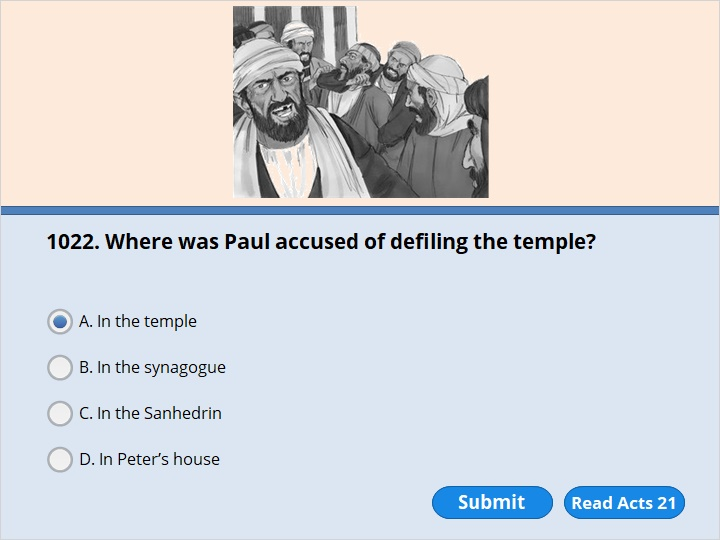 1022. Where was Paul accused of defiling the temple?
A. In the temple
B. In the synagogue
C. In the Sanhedrin
D. In Peter’s house
Submit
Read Acts 21